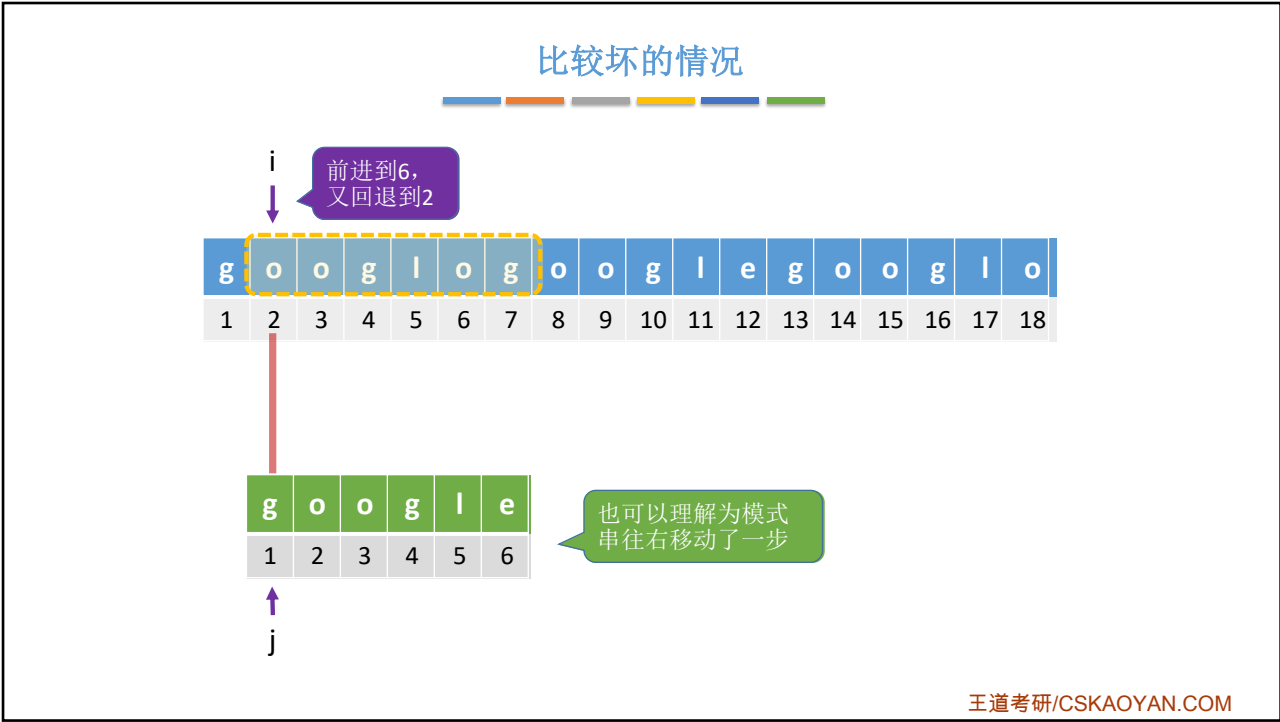 比较坏的情况
i
前进到6，
又回退到2
g o o g l o g o o g l e g o o g l o
1 2 3 4 5 6 7 8 9 10 11 12 13 14 15 16 17 18
g o o g l e
1 2 3 4 5 6
也可以理解为模式
串往右移动了一步
j
王道考研/CSKAOYAN.COM